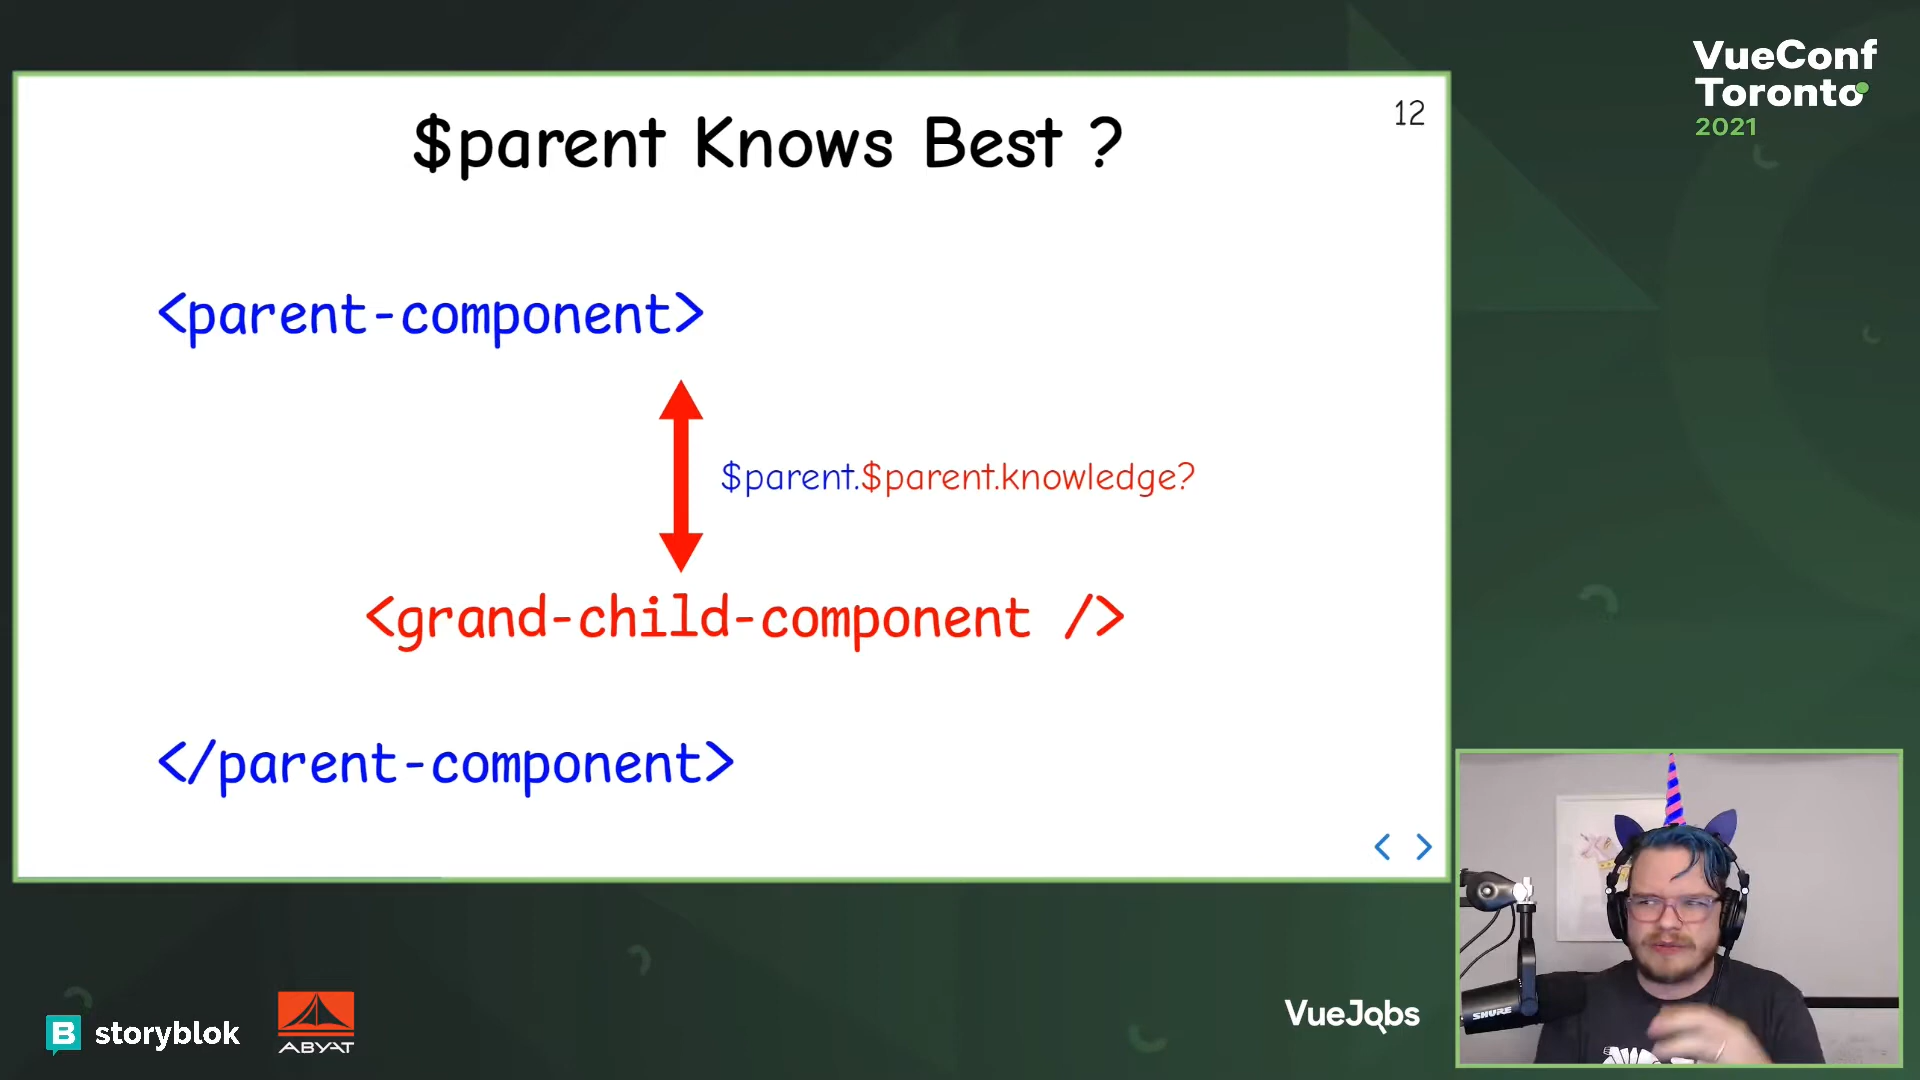 $parent Knows Best ?
12
<parent-component>
$parent.$parent.knowledge?
<grand-child-component />
</parent-component>
< >
VueConf
Toronto
2021
SHURE
B storyblok
ABYAT
VueJobs